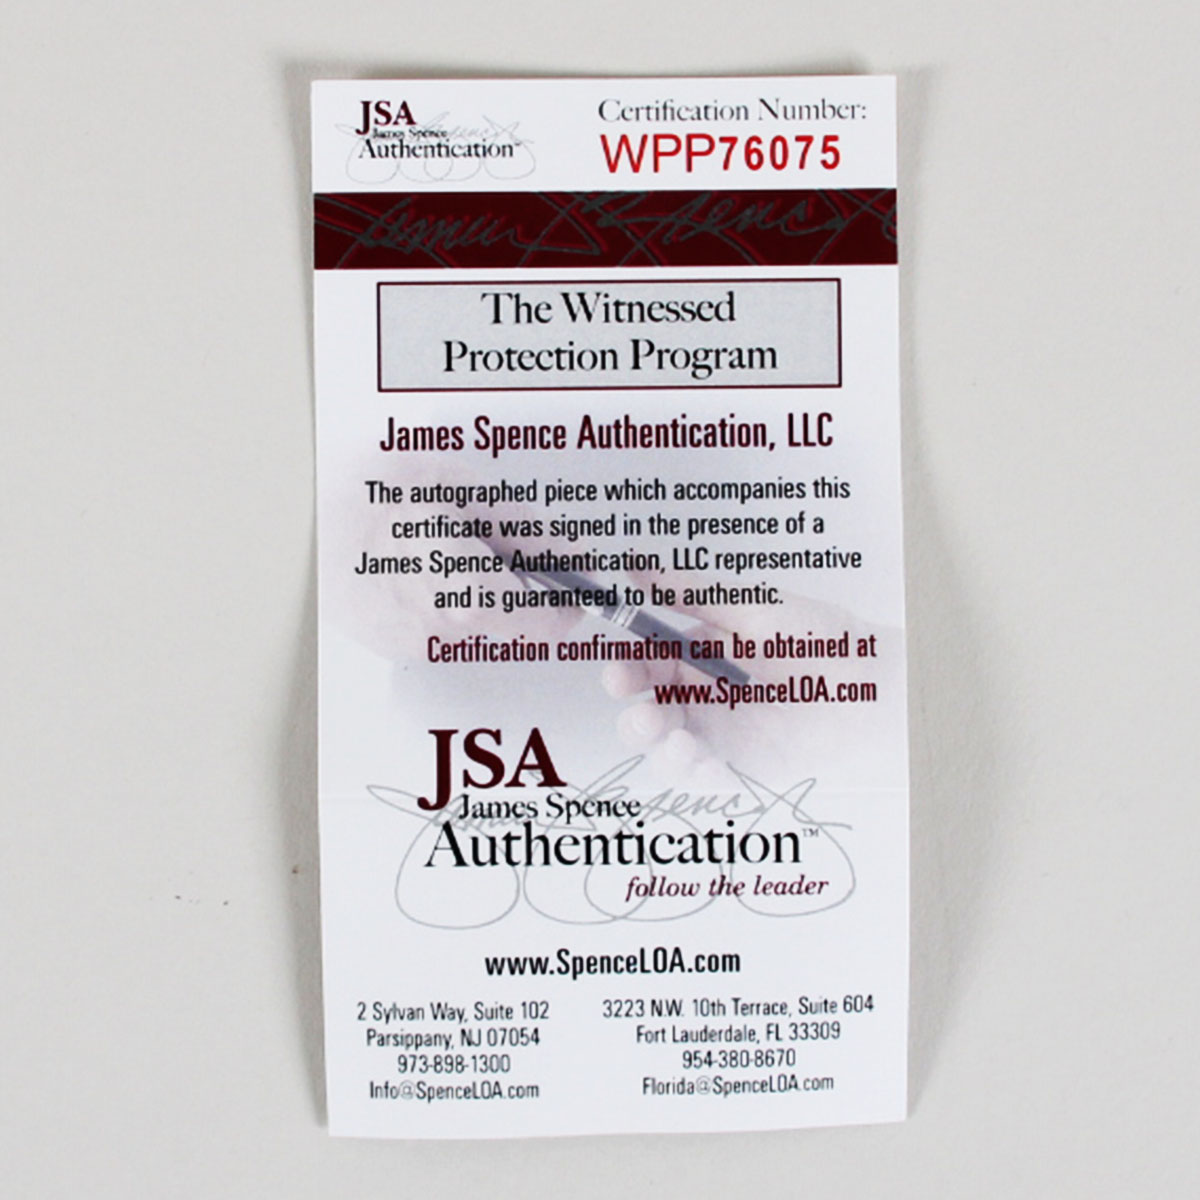 JSA
James Spence
Authentication™
Certification Number:
WPP76075
The Witnessed
Protection Program
James Spence Authentication, LLC
The autographed piece which accompanies this
certificate was signed in the presence of a
James Spence Authentication, LLC representative
and is guaranteed to be authentic.
Certification confirmation can be obtained at
www.SpenceLOA.com
JSA
James Spence
Authentication™
follow the leader
www.SpenceLOA.com
2 Sylvan Way, Suite 102
Parsippany, NJ 07054
973-898-1300
Info@SpenceLOA.com
3223 N.W. 10th Terrace, Suite 604
Fort Lauderdale, FL 33309
954-380-8670
Florida@SpenceLOA.com